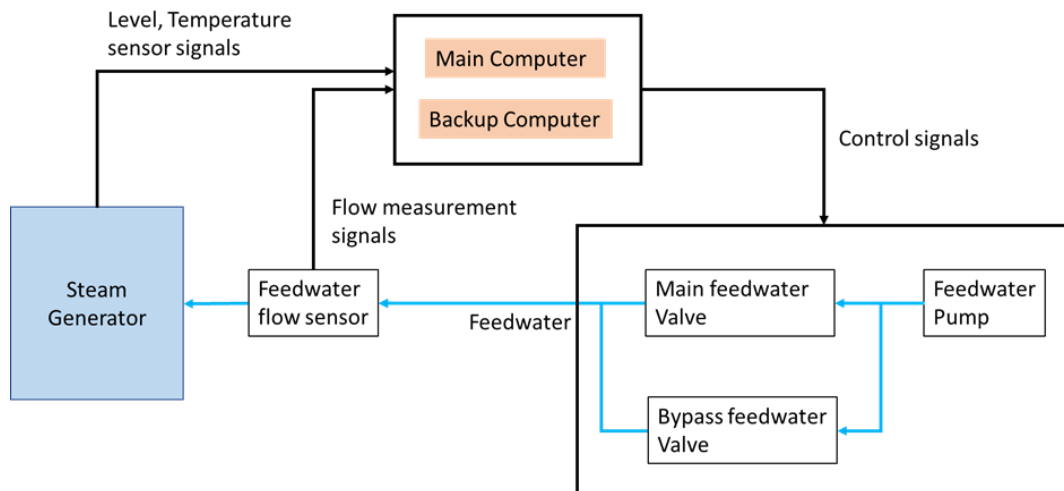 Level, Temperature
sensor signals
Main Computer
Backup Computer
Control signals
Flow measurement
signals
Steam
Generator
Feedwater
flow sensor
Feedwater
Main feedwater
Valve
Feedwater
Pump
Bypass feedwater
Valve